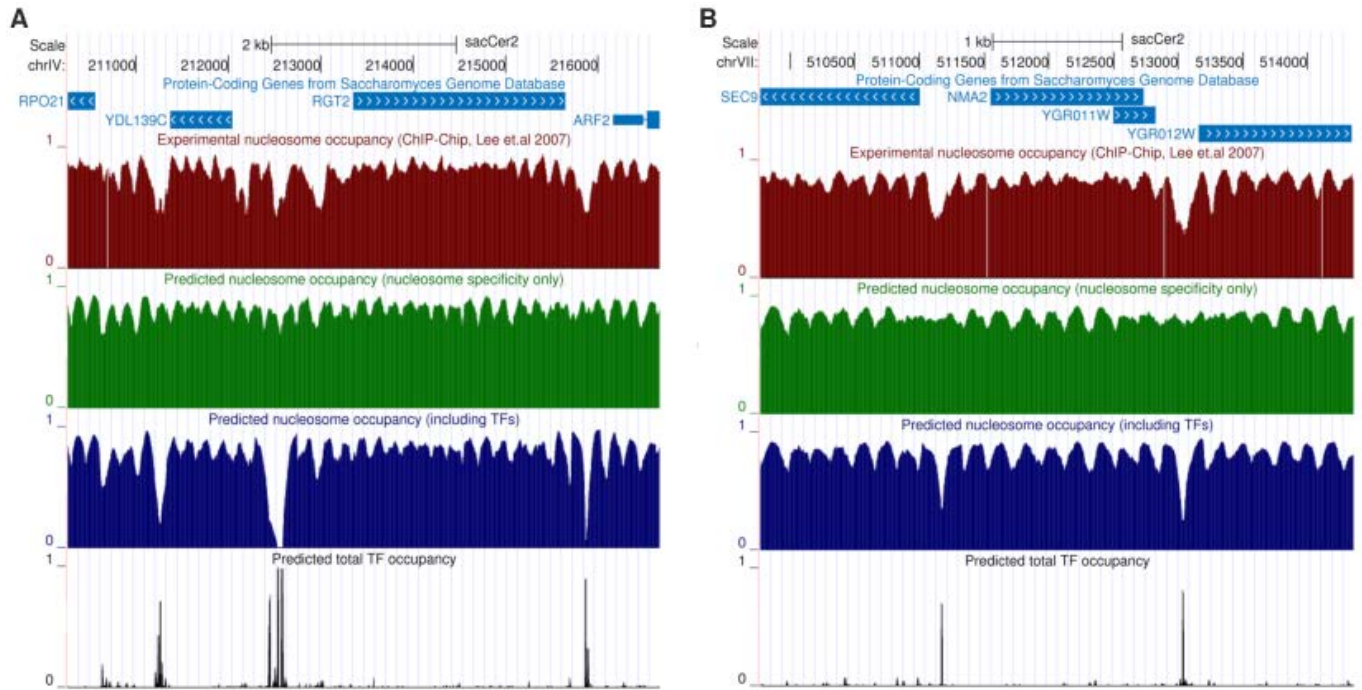 A
Scale 2 kb sacCer2
chrIV: 211000 212000 213000 214000 215000 216000
Protein-Coding Genes from Saccharomyces Genome Database
RPO21 RGT2
YDL139C ARF2
1 Experimental nucleosome occupancy (ChIP-Chip, Lee et.al 2007)
0
1 Predicted nucleosome occupancy (nucleosome specificity only)
0
1 Predicted nucleosome occupancy (including TFs)
0
1 Predicted total TF occupancy
0
B
Scale 1 kb sacCer2
chrVII: 510500 511000 511500 512000 512500 513000 513500 514000
Protein-Coding Genes from Saccharomyces Genome Database
SEC9 NMA2
YGR011W
YGR012W
1 Experimental nucleosome occupancy (ChIP-Chip, Lee et.al 2007)
0
1 Predicted nucleosome occupancy (nucleosome specificity only)
0
1 Predicted nucleosome occupancy (including TFs)
0
1 Predicted total TF occupancy
0